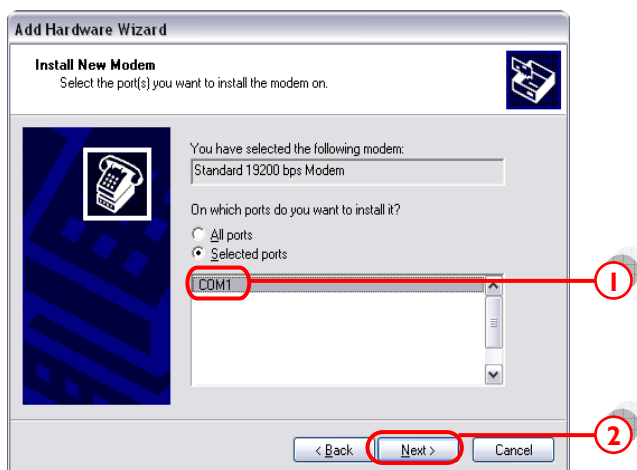 Add Hardware Wizard
Install New Modem
Select the port(s) you want to install the modem on.
You have selected the following modem:
Standard 19200 bps Modem
On which ports do you want to install it?
All ports
Selected ports
COM1
1
2
< Back
Next >
Cancel